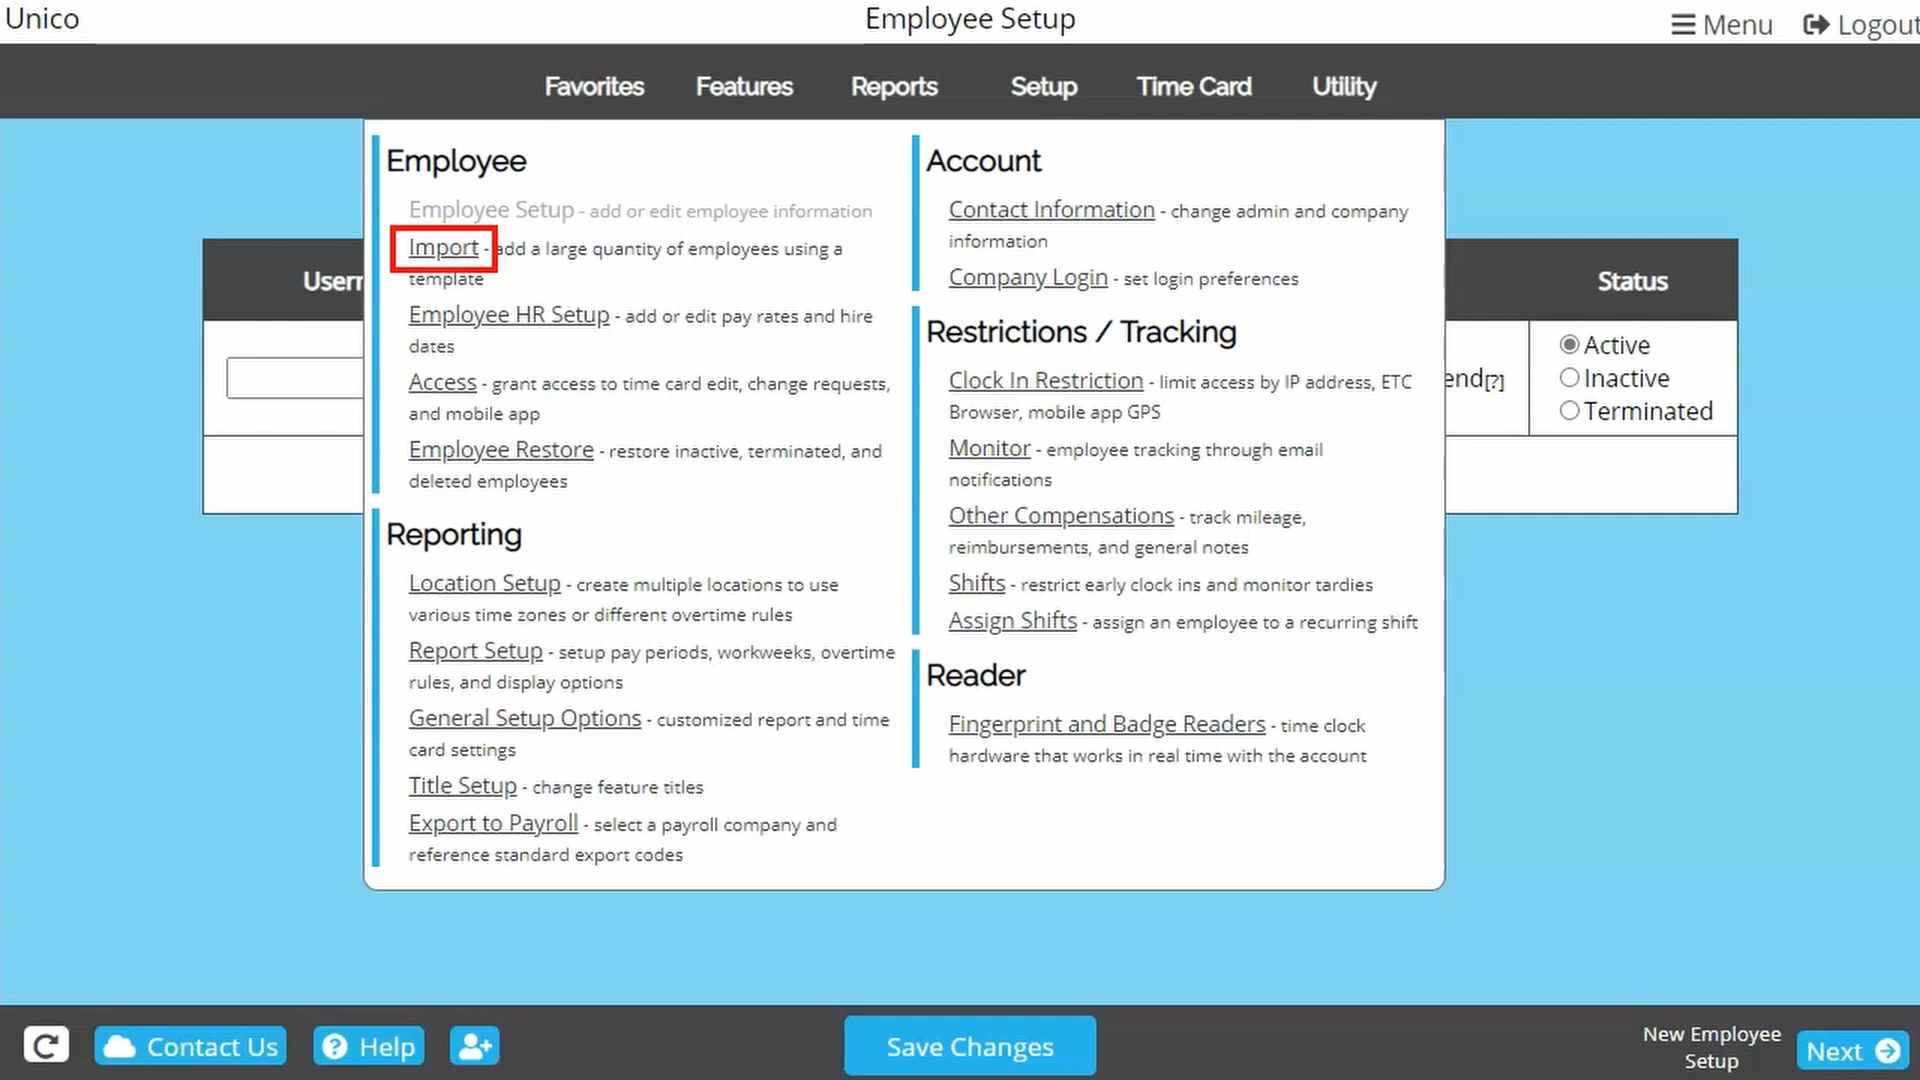 Unico
Employee Setup
Menu
Logout
Favorites
Features
Reports
Setup
Time Card
Utility
Employee
Employee Setup - add or edit employee information
Import - add a large quantity of employees using a
template
Employee HR Setup - add or edit pay rates and hire
dates
Access - grant access to time card edit, change requests,
and mobile app
Employee Restore - restore inactive, terminated, and
deleted employees
Reporting
Location Setup - create multiple locations to use
various time zones or different overtime rules
Report Setup - setup pay periods, workweeks, overtime
rules, and display options
General Setup Options - customized report and time
card settings
Title Setup - change feature titles
Export to Payroll - select a payroll company and
reference standard export codes
Account
Contact Information - change admin and company
information
Company Login - set login preferences
Restrictions / Tracking
Clock In Restriction - limit access by IP address, ETC
Browser, mobile app GPS
Monitor - employee tracking through email
notifications
Other Compensations - track mileage,
reimbursements, and general notes
Shifts - restrict early clock ins and monitor tardies
Assign Shifts - assign an employee to a recurring shift
Reader
Fingerprint and Badge Readers - time clock
hardware that works in real time with the account
Usern
Status
end[?]
Active
Inactive
Terminated
Contact Us
Help
Save Changes
New Employee
Setup
Next